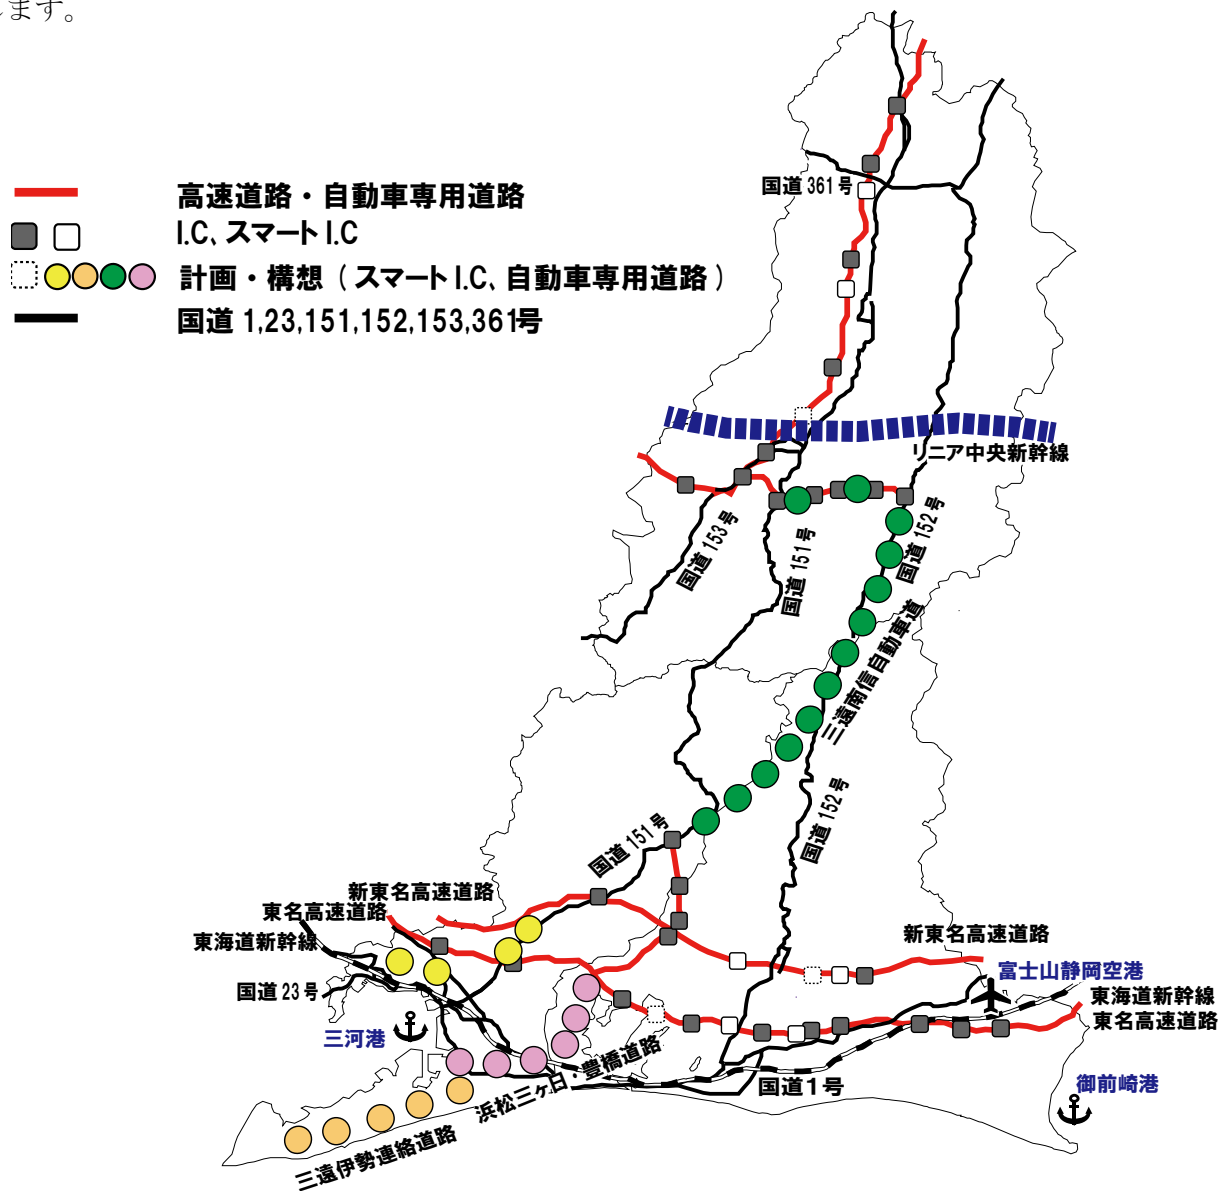 します。
高速道路・自動車専用道路
I.C、スマートI.C
計画・構想（スマートI.C、自動車専用道路）
国道 1,23,151,152,153,361号
国道 361号
リニア中央新幹線
国道 153号
国道 151号
国道 152号
三遠南信自動車道
国道 152号
国道 151号
新東名高速道路
東名高速道路
東海道新幹線
国道 23号
三河港
新東名高速道路
富士山静岡空港
東海道新幹線
東名高速道路
国道1号
御前崎港
浜松三ヶ日・豊橋道路
三遠伊勢連絡道路